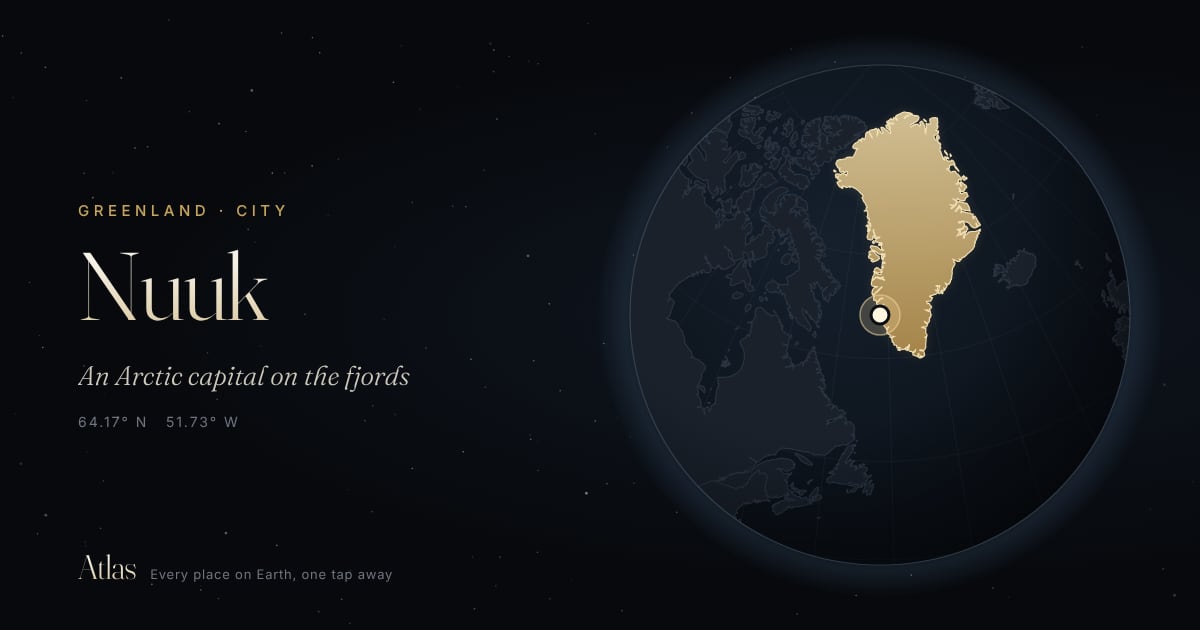 GREENLAND · CITY
Nuuk
An Arctic capital on the fjords
64.17° N 51.73° W
Atlas Every place on Earth, one tap away